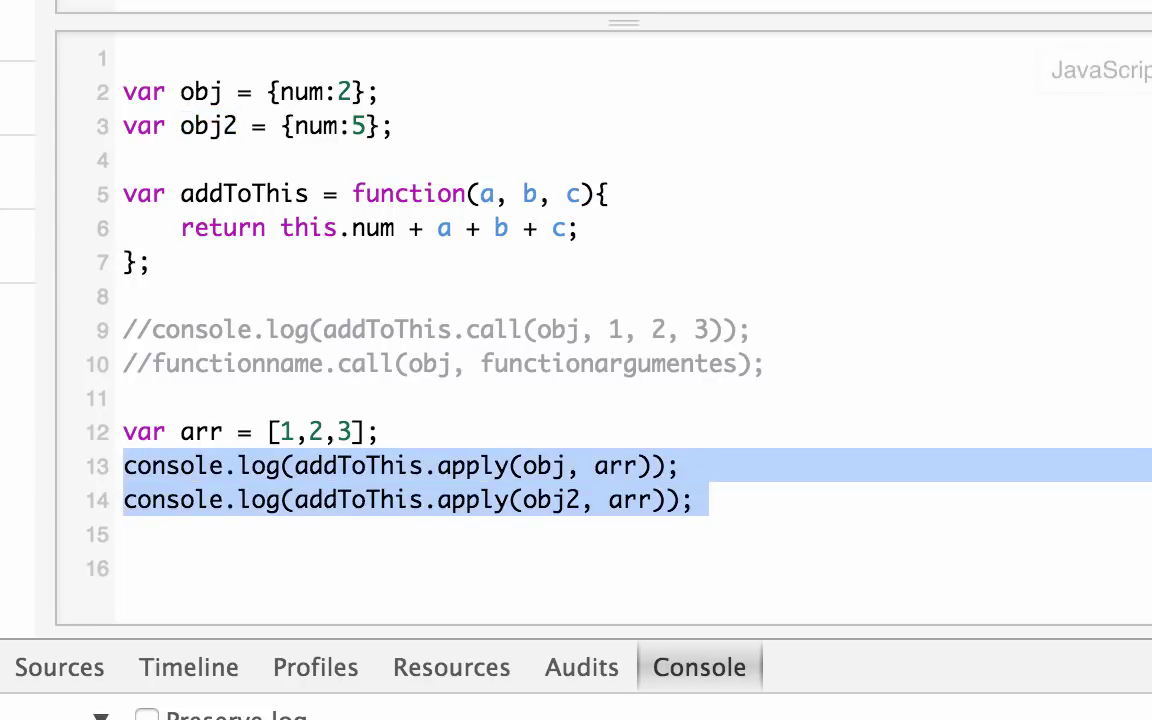 1
JavaScrip
2 var obj = {num:2};
3 var obj2 = {num:5};
4
5 var addToThis = function(a, b, c){
6 return this.num + a + b + c;
7 };
8
9 //console.log(addToThis.call(obj, 1, 2, 3));
10 //functionname.call(obj, functionargumentes);
11
12 var arr = [1,2,3];
13 console.log(addToThis.apply(obj, arr));
14 console.log(addToThis.apply(obj2, arr));
15
16
Sources Timeline Profiles Resources Audits Console
Preserve log